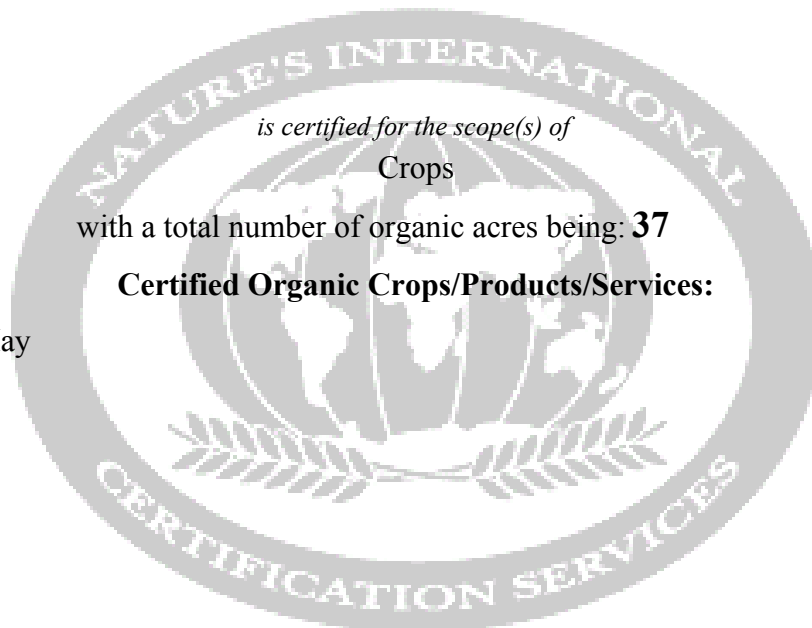 NATURE'S INTERNATIONAL
is certified for the scope(s) of
Crops
with a total number of organic acres being: 37
Certified Organic Crops/Products/Services:
ay
CERTIFICATION SERVICES